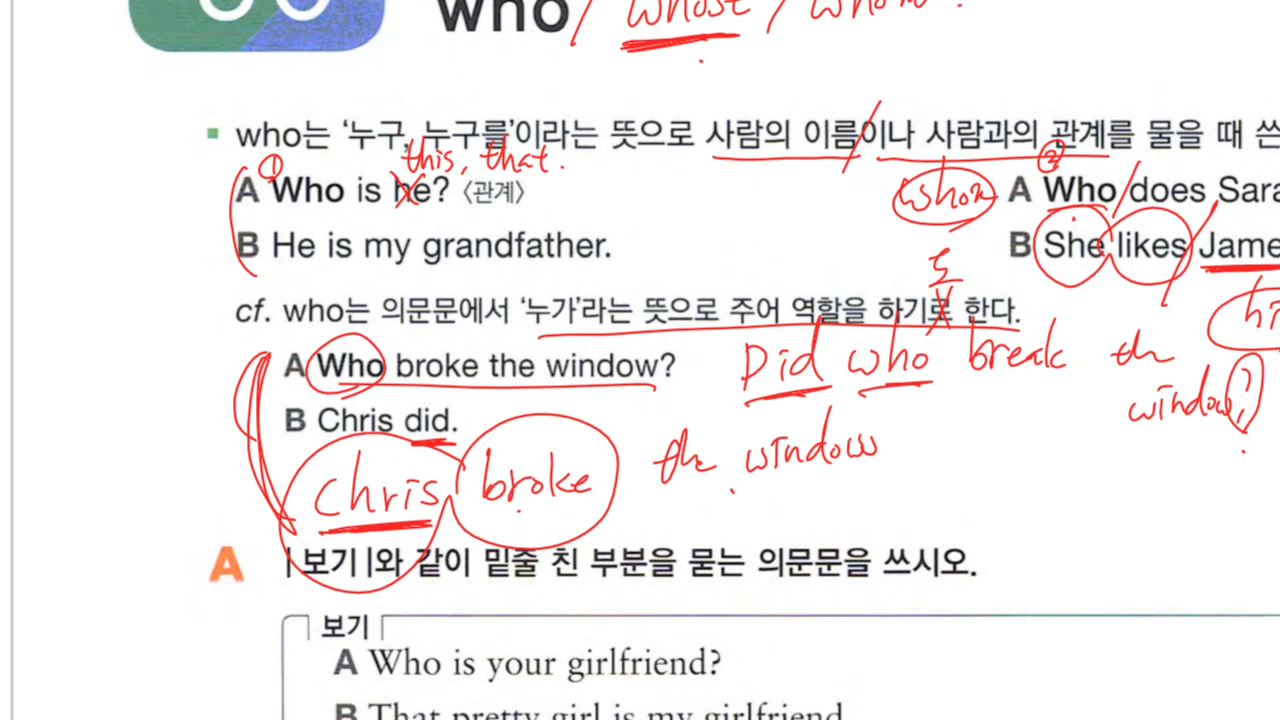 who / whose / whom?
who는 '누구, 누구를'이라는 뜻으로 사람의 이름이나 사람과의 관계를 물을 때
this, that.
① A Who is he? 〈관계〉
whom ② A Who does
B He is my grandfather.
B She likes
cf. who는 의문문에서 '누가'라는 뜻으로 주어 역할을 하기로 한다.
도
A Who broke the window?
Did who break the
window?
B Chris did.
Chris broke the window
A |보기|와 같이 밑줄 친 부분을 묻는 의문문을 쓰시오.
보기
A Who is your girlfriend?
B That pretty girl is my girlfriend